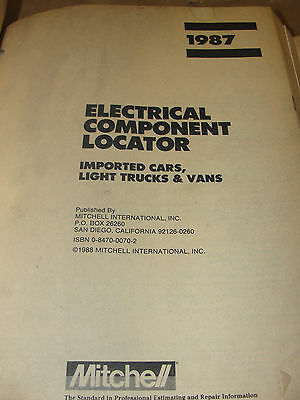 1987
ELECTRICAL
COMPONENT
LOCATOR
IMPORTED CARS,
LIGHT TRUCKS & VANS
Published By
MITCHELL INTERNATIONAL, INC.
P.O. BOX 26260
SAN DIEGO, CALIFORNIA 92126-0260
ISBN 0-8470-0070-2
©1988 MITCHELL INTERNATIONAL, INC.
Mitchell
The Standard in Professional Estimating and Repair Information